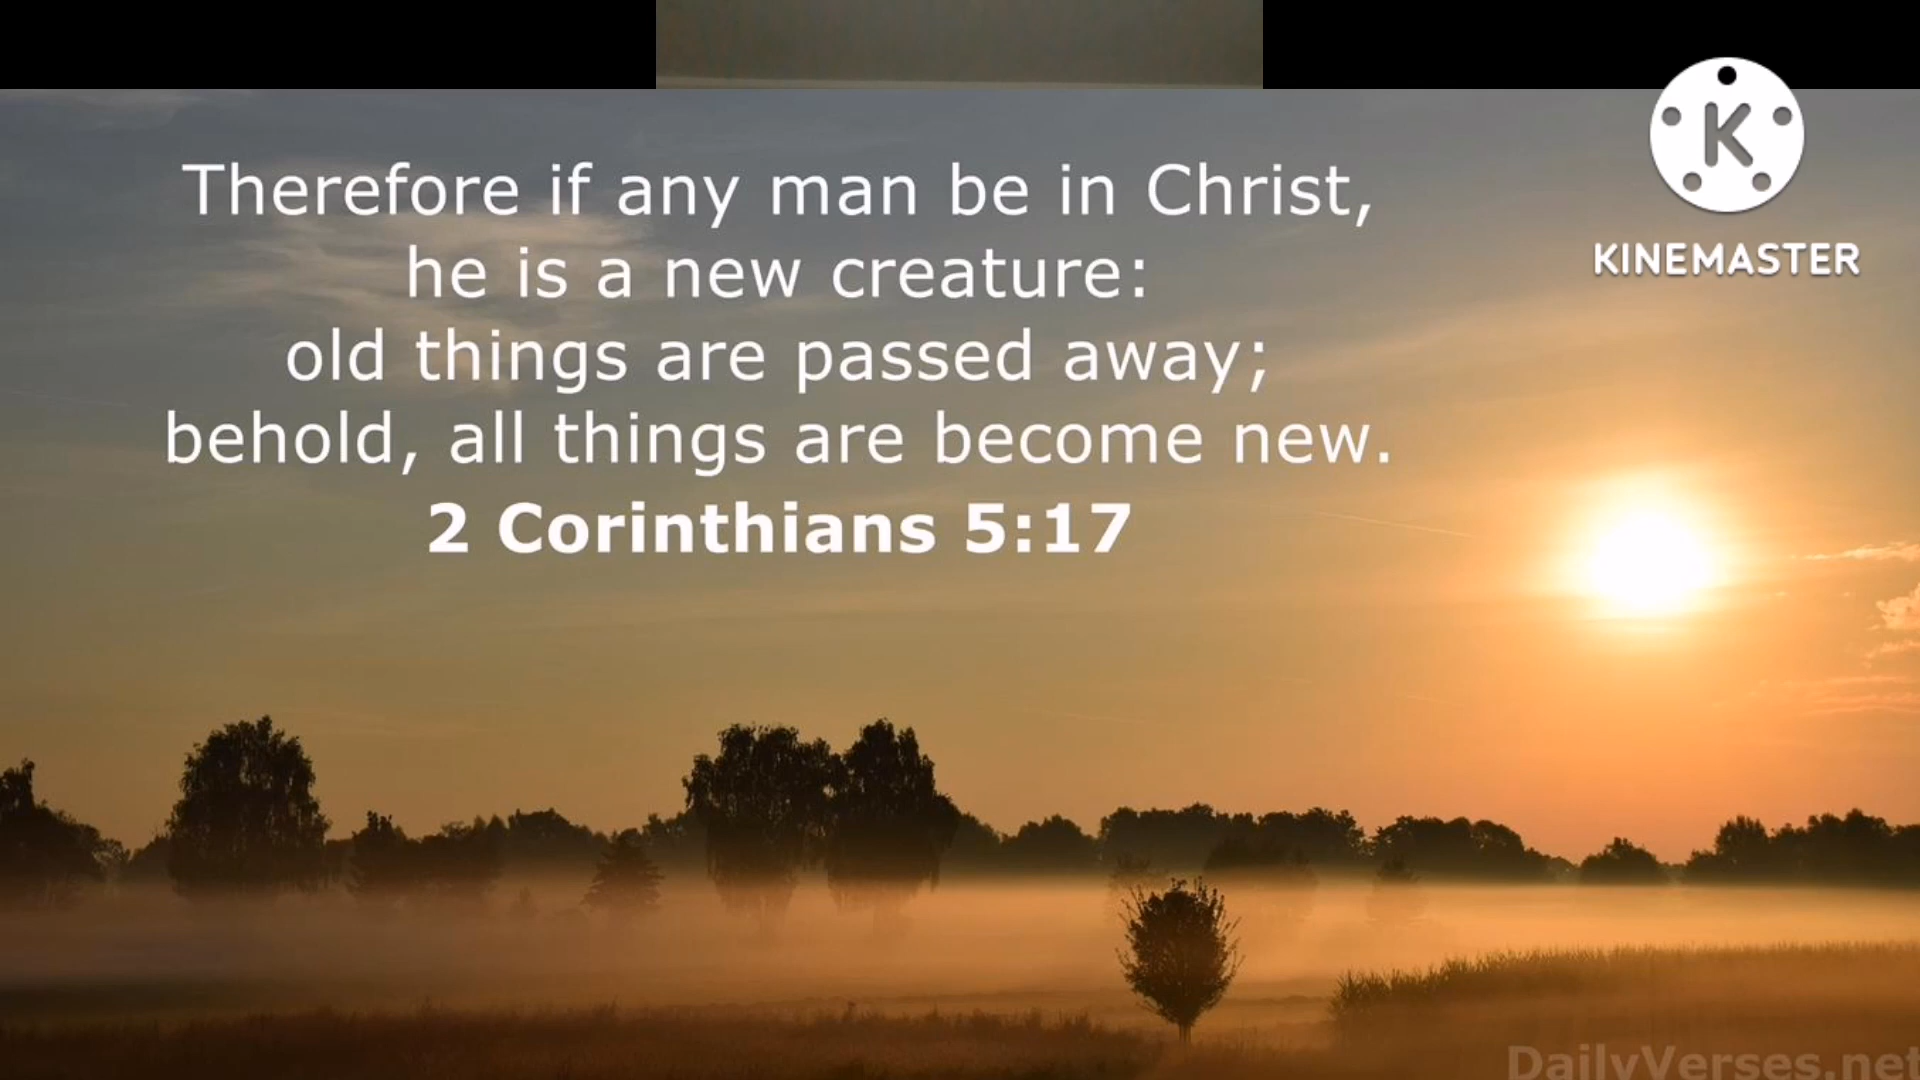 Therefore if any man be in Christ,
he is a new creature:
old things are passed away;
behold, all things are become new.
2 Corinthians 5:17
K
KINEMASTER
DailyVerses.net